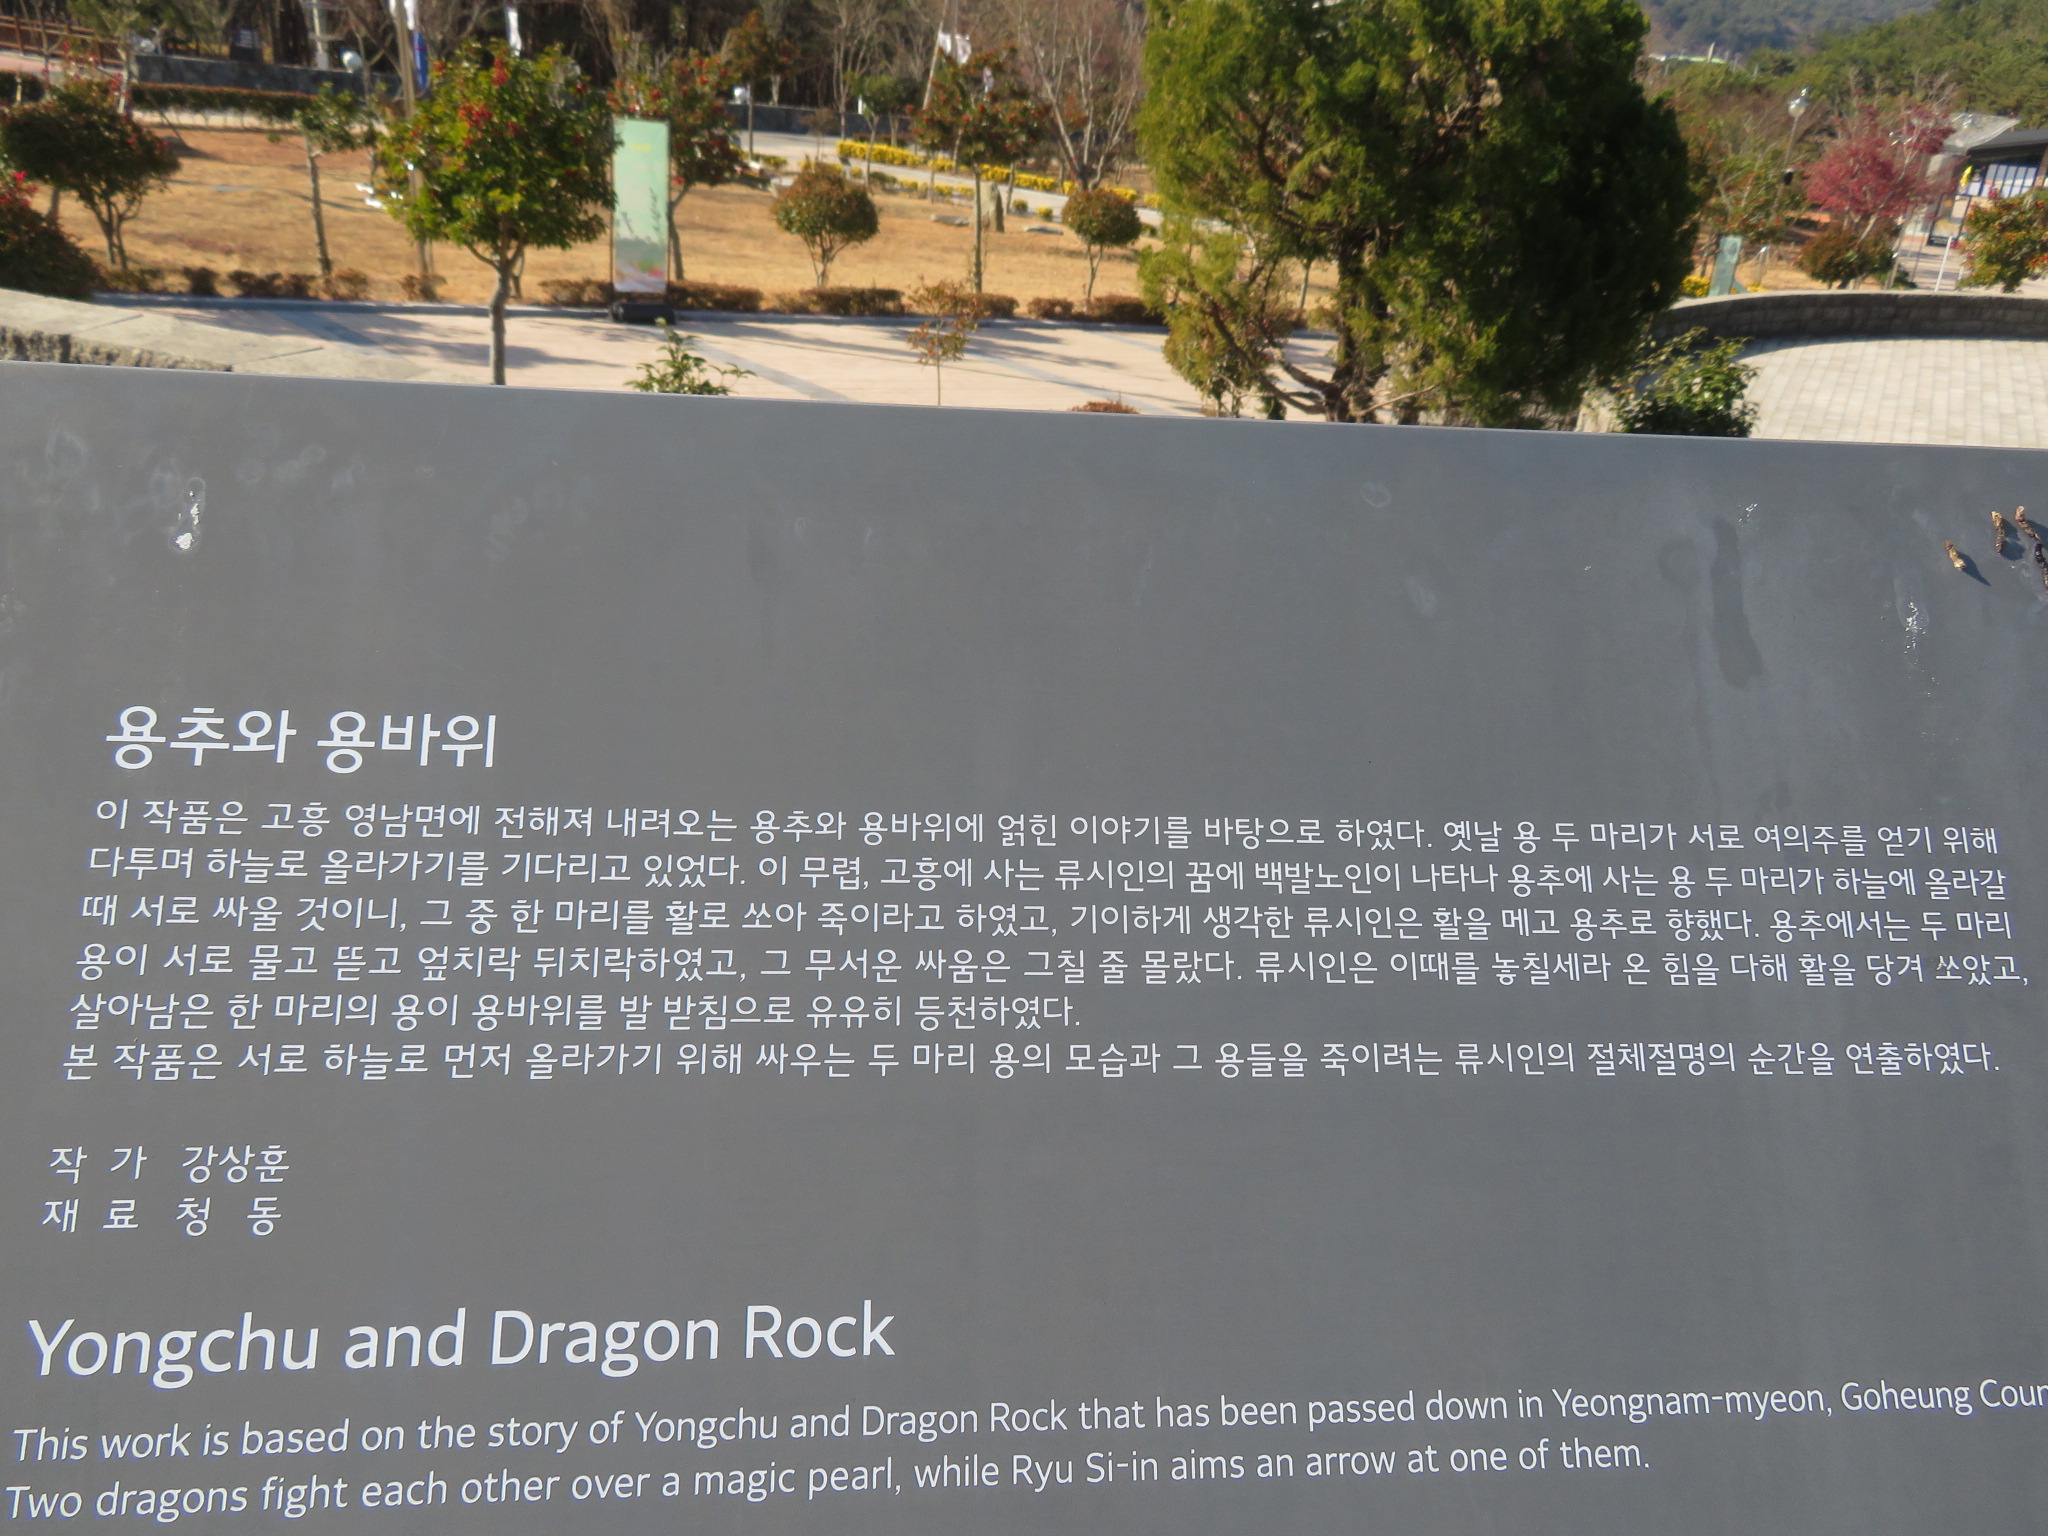 용추와 용바위
이 작품은 고흥 영남면에 전해져 내려오는 용추와 용바위에 얽힌 이야기를 바탕으로 하였다. 옛날 용 두 마리가 서로 여의주를 얻기 위해
다투며 하늘로 올라가기를 기다리고 있었다. 이 무렵, 고흥에 사는 류시인의 꿈에 백발노인이 나타나 용추에 사는 용 두 마리가 하늘에 올라갈
때 서로 싸울 것이니, 그 중 한 마리를 활로 쏘아 죽이라고 하였고, 기이하게 생각한 류시인은 활을 메고 용추로 향했다. 용추에서는 두 마리
용이 서로 물고 뜯고 엎치락 뒤치락하였고, 그 무서운 싸움은 그칠 줄 몰랐다. 류시인은 이때를 놓칠세라 온 힘을 다해 활을 당겨 쏘았고,
살아남은 한 마리의 용이 용바위를 발 받침으로 유유히 등천하였다.
본 작품은 서로 하늘로 먼저 올라가기 위해 싸우는 두 마리 용의 모습과 그 용들을 죽이려는 류시인의 절체절명의 순간을 연출하였다.
작 가 강상훈
재 료 청 동
Yongchu and Dragon Rock
This work is based on the story of Yongchu and Dragon Rock that has been passed down in Yeongnam-myeon, Goheung Coun
Two dragons fight each other over a magic pearl, while Ryu Si-in aims an arrow at one of them.